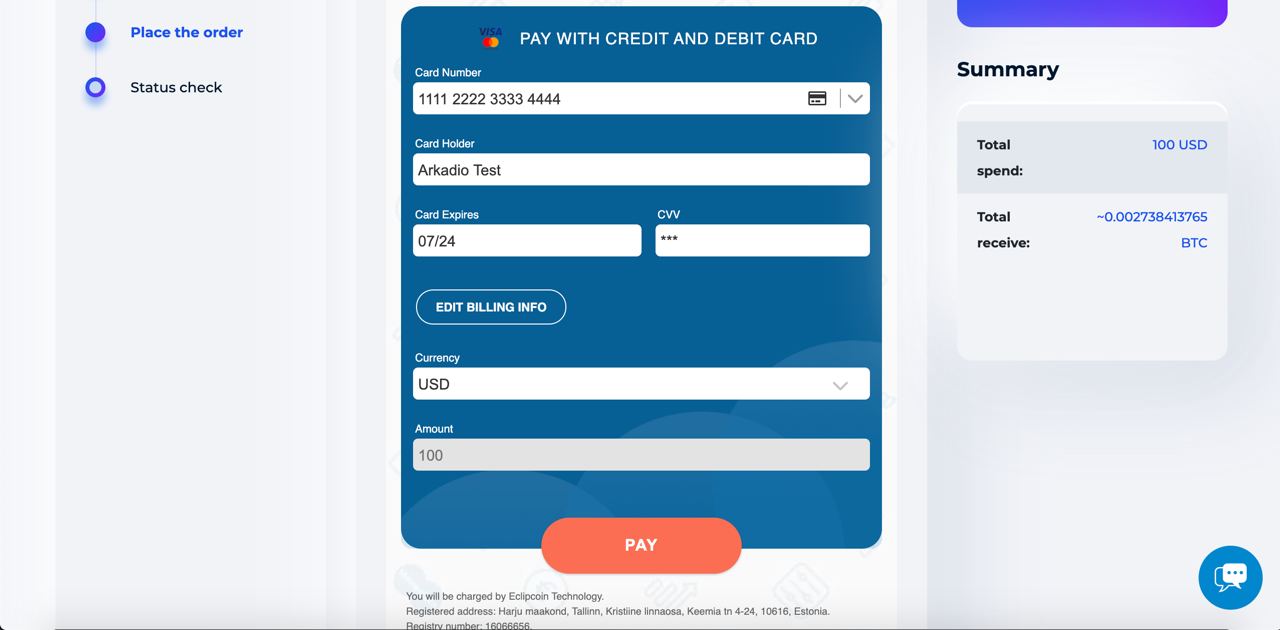 Place the order
Status check
VISA
PAY WITH CREDIT AND DEBIT CARD
Card Number
1111 2222 3333 4444
Card Holder
Arkadio Test
Card Expires
CVV
07/24
***
EDIT BILLING INFO
Currency
USD
Amount
100
PAY
You will be charged by Eclipcoin Technology.
Registered address: Harju maakond, Tallinn, Kristiine linnaosa, Keemia tn 4-24, 10616, Estonia.
Registry number: 16066656.
Summary
Total spend:
100 USD
Total receive:
~0.002738413765 BTC